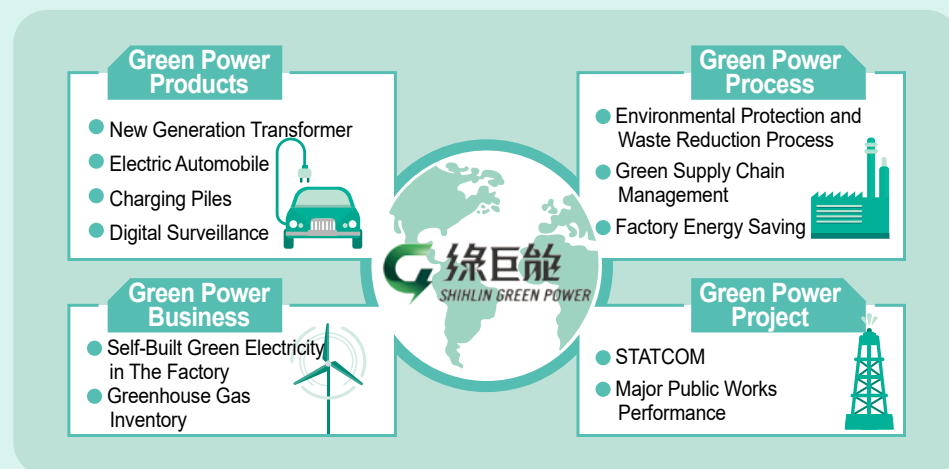 Green Power
Products
New Generation Transformer
Electric Automobile
Charging Piles
Digital Surveillance
Green Power
Process
Environmental Protection and
Waste Reduction Process
Green Supply Chain
Management
Factory Energy Saving
綠巨能
SHIHLIN GREEN POWER
Green Power
Business
Self-Built Green Electricity
in The Factory
Greenhouse Gas
Inventory
Green Power
Project
STATCOM
Major Public Works
Performance